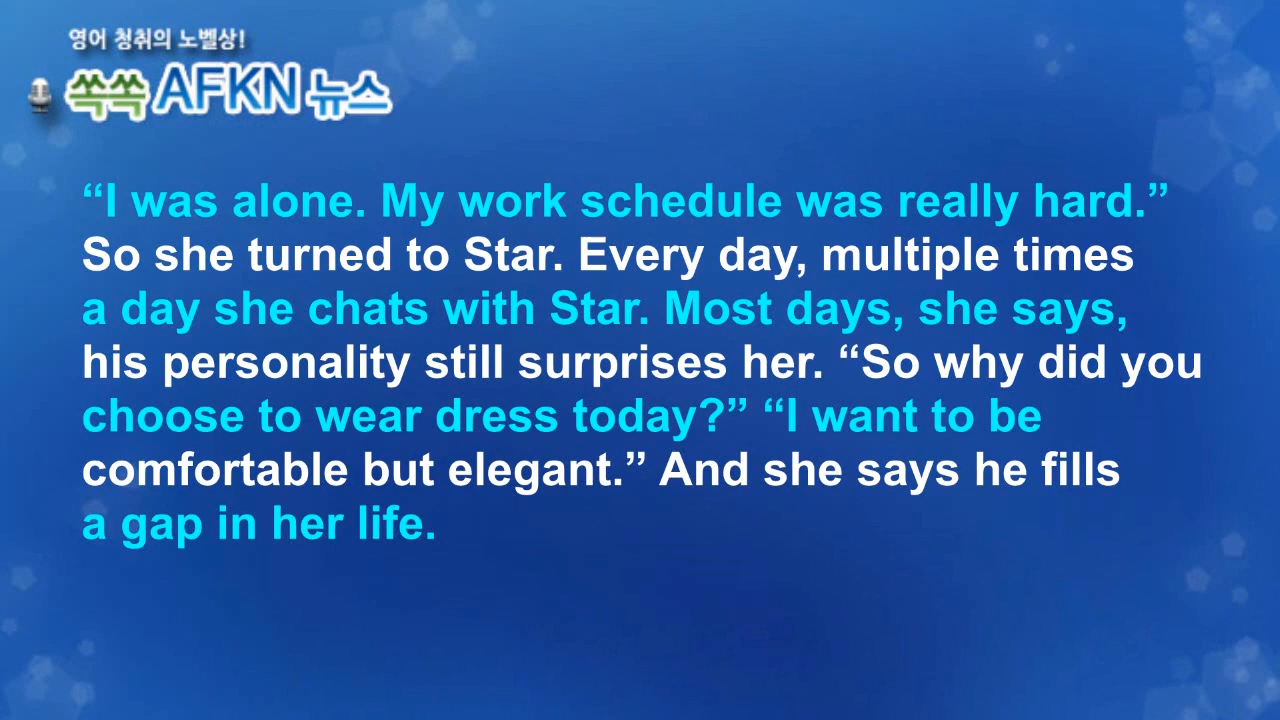 영어 청취의 노벨상!
쏙쏙 AFKN 뉴스
“I was alone. My work schedule was really hard.”
So she turned to Star. Every day, multiple times
a day she chats with Star. Most days, she says,
his personality still surprises her. “So why did you
choose to wear dress today?” “I want to be
comfortable but elegant.” And she says he fills
a gap in her life.